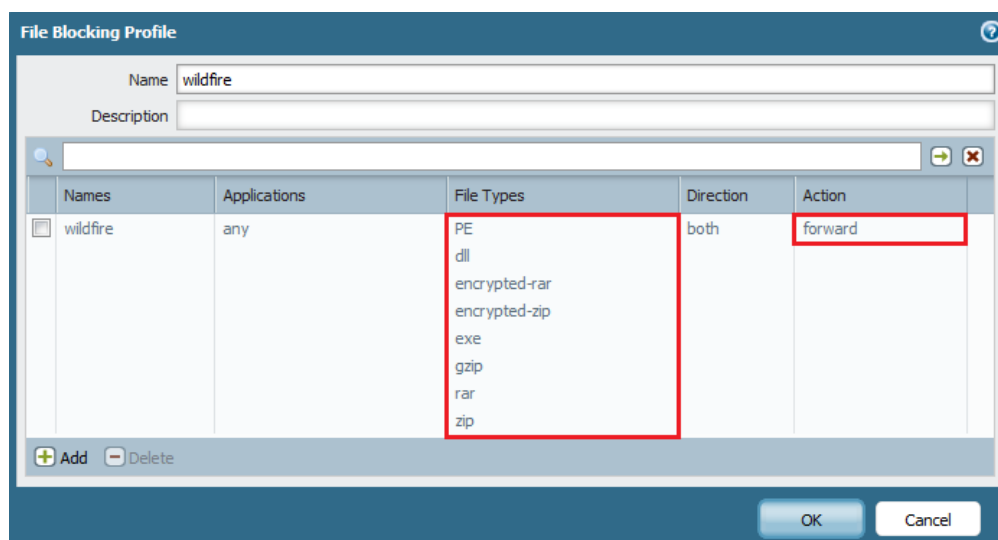 File Blocking Profile
Name wildfire
Description
Names Applications File Types Direction Action
wildfire any PE both forward
dll
encrypted-rar
encrypted-zip
exe
gzip
rar
zip
Add Delete
OK Cancel